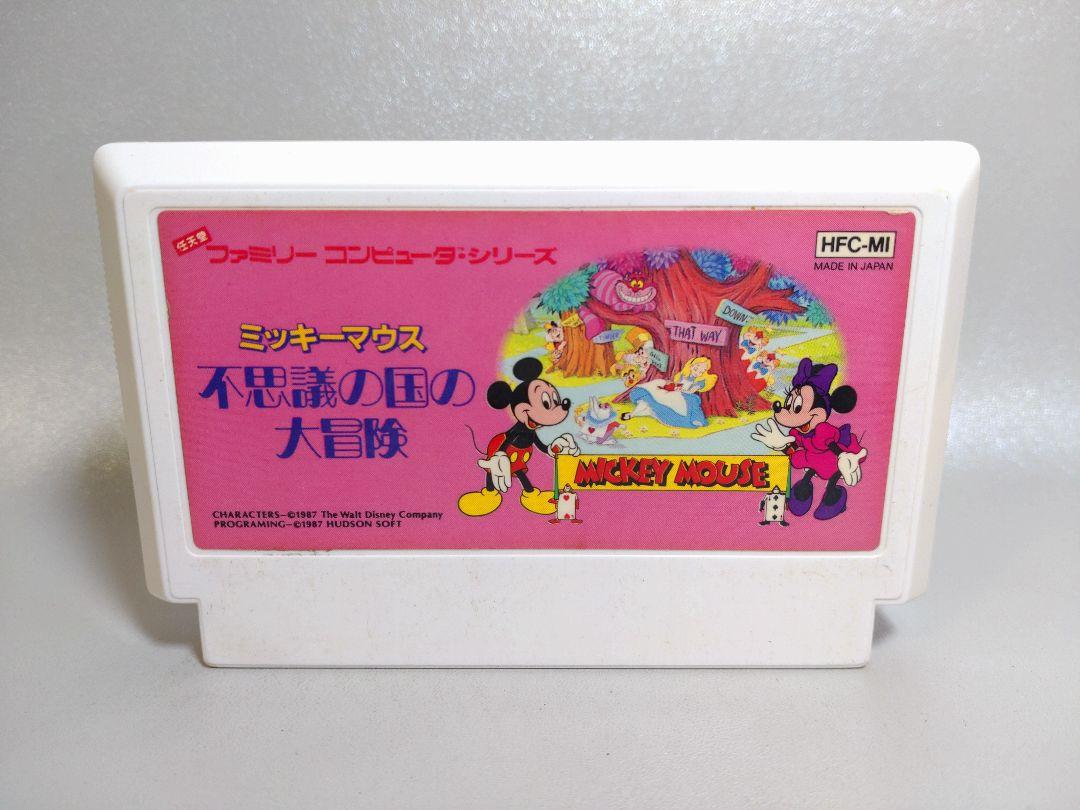 任天堂
ファミリー コンピュータ・シリーズ
HFC-MI
MADE IN JAPAN
ミッキーマウス
不思議の国の
大冒険
DOWN
THAT WAY
MICKEY MOUSE
CHARACTERS—©1987 The Walt Disney Company
PROGRAMING—©1987 HUDSON SOFT